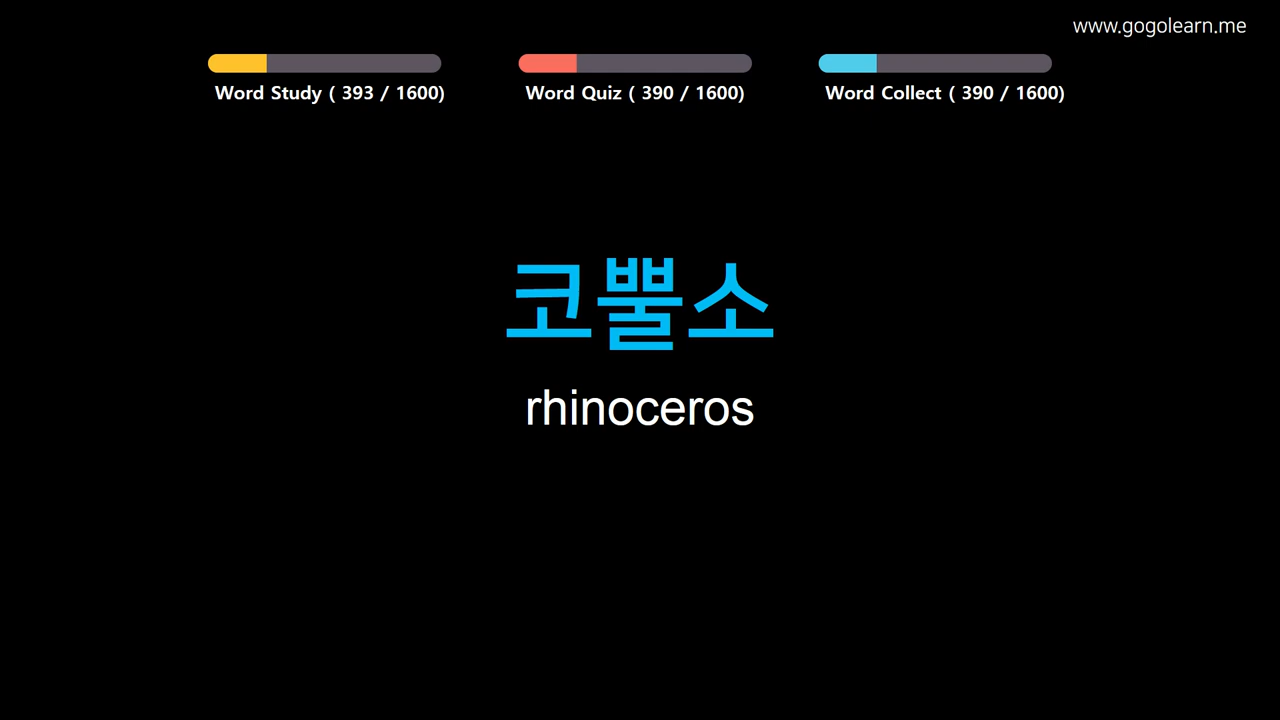 www.gogolearn.me
Word Study ( 393 / 1600)
Word Quiz ( 390 / 1600)
Word Collect ( 390 / 1600)
코뿔소
rhinoceros